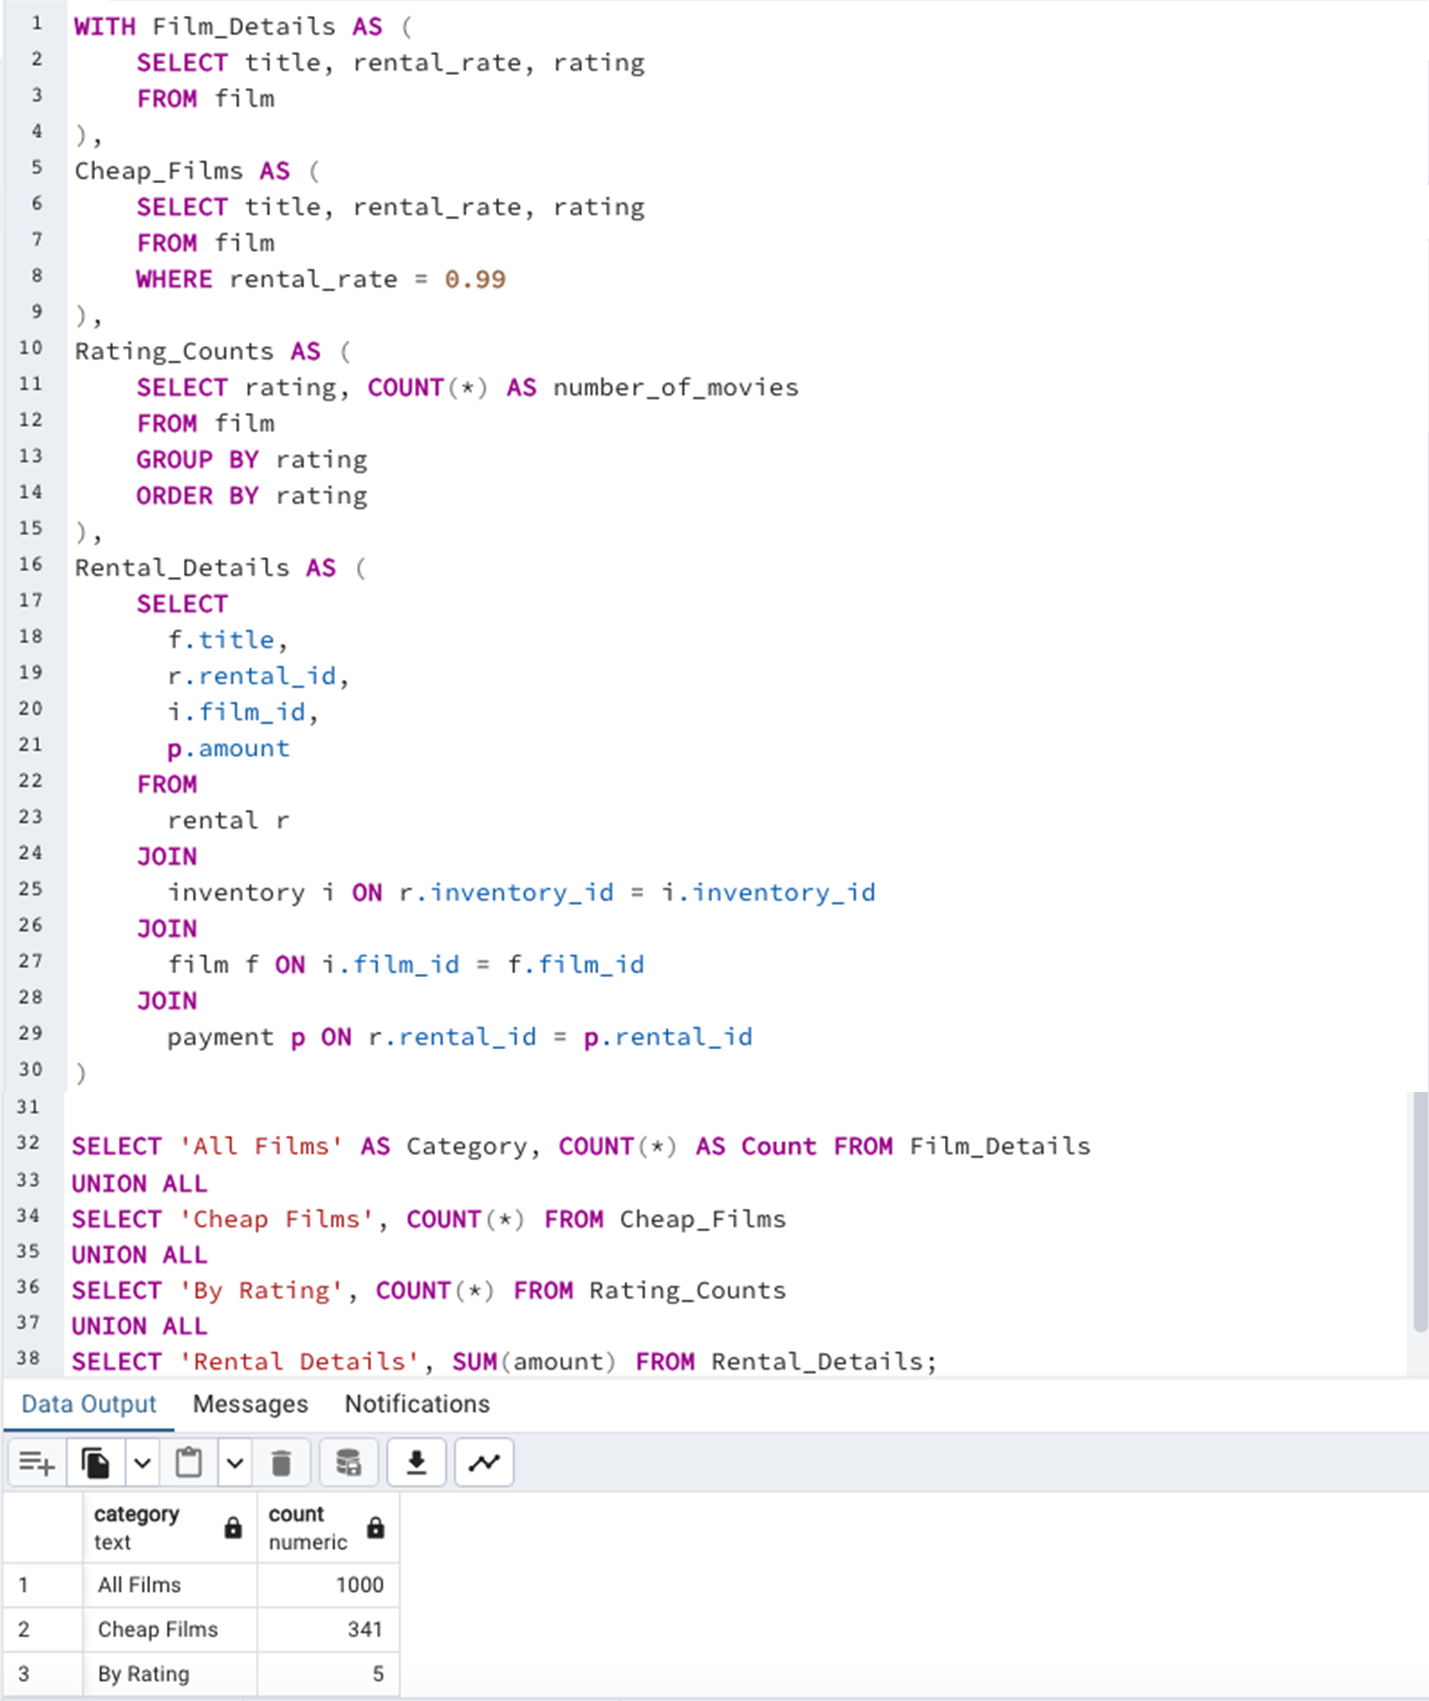 1 WITH Film_Details AS (
2 SELECT title, rental_rate, rating
3 FROM film
4 ),
5 Cheap_Films AS (
6 SELECT title, rental_rate, rating
7 FROM film
8 WHERE rental_rate = 0.99
9 ),
10 Rating_Counts AS (
11 SELECT rating, COUNT(*) AS number_of_movies
12 FROM film
13 GROUP BY rating
14 ORDER BY rating
15 ),
16 Rental_Details AS (
17 SELECT
18 f.title,
19 r.rental_id,
20 i.film_id,
21 p.amount
22 FROM
23 rental r
24 JOIN
25 inventory i ON r.inventory_id = i.inventory_id
26 JOIN
27 film f ON i.film_id = f.film_id
28 JOIN
29 payment p ON r.rental_id = p.rental_id
30 )
31
32 SELECT 'All Films' AS Category, COUNT(*) AS Count FROM Film_Details
33 UNION ALL
34 SELECT 'Cheap Films', COUNT(*) FROM Cheap_Films
35 UNION ALL
36 SELECT 'By Rating', COUNT(*) FROM Rating_Counts
37 UNION ALL
38 SELECT 'Rental Details', SUM(amount) FROM Rental_Details;
Data Output Messages Notifications
category count
text numeric
1 All Films 1000
2 Cheap Films 341
3 By Rating 5